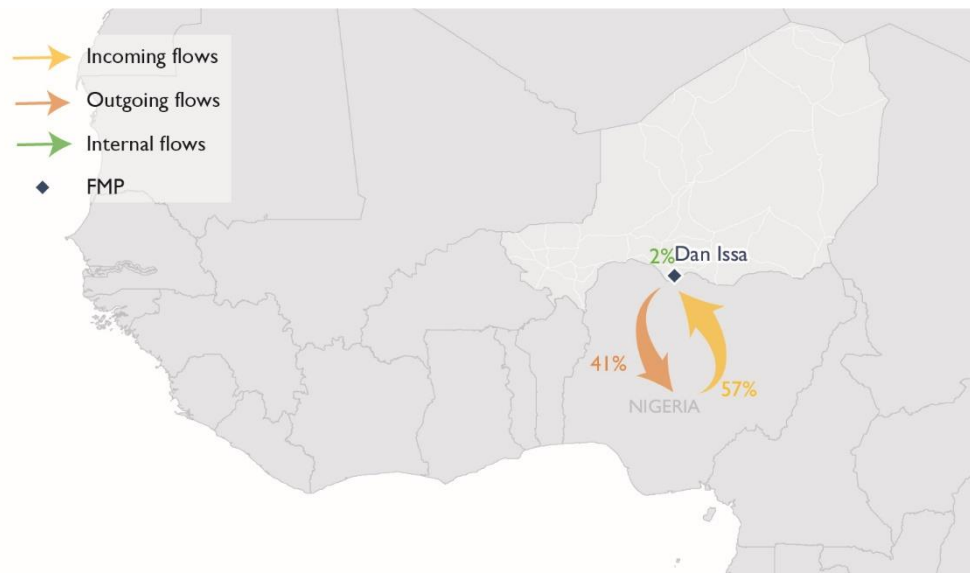 Incoming flows
Outgoing flows
Internal flows
FMP
2%
Dan Issa
41%
57%
NIGERIA